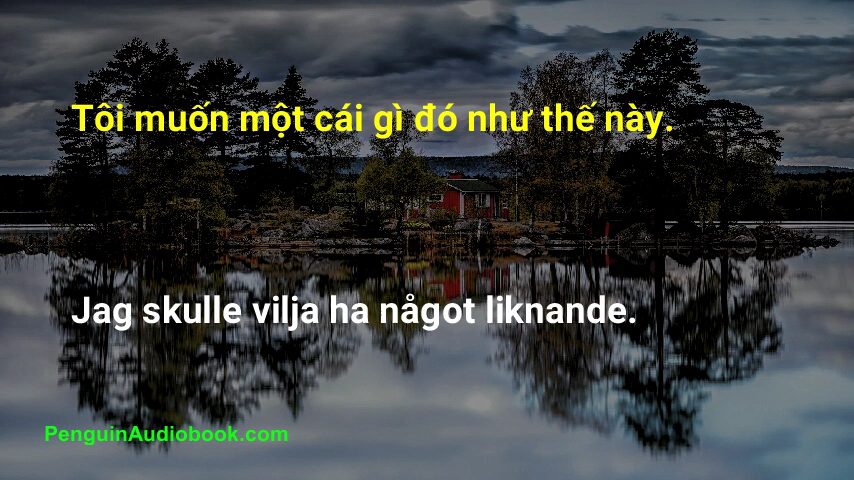 Tôi muốn một cái gì đó như thế này.
Jag skulle vilja ha något liknande.
PenguinAudiobook.com